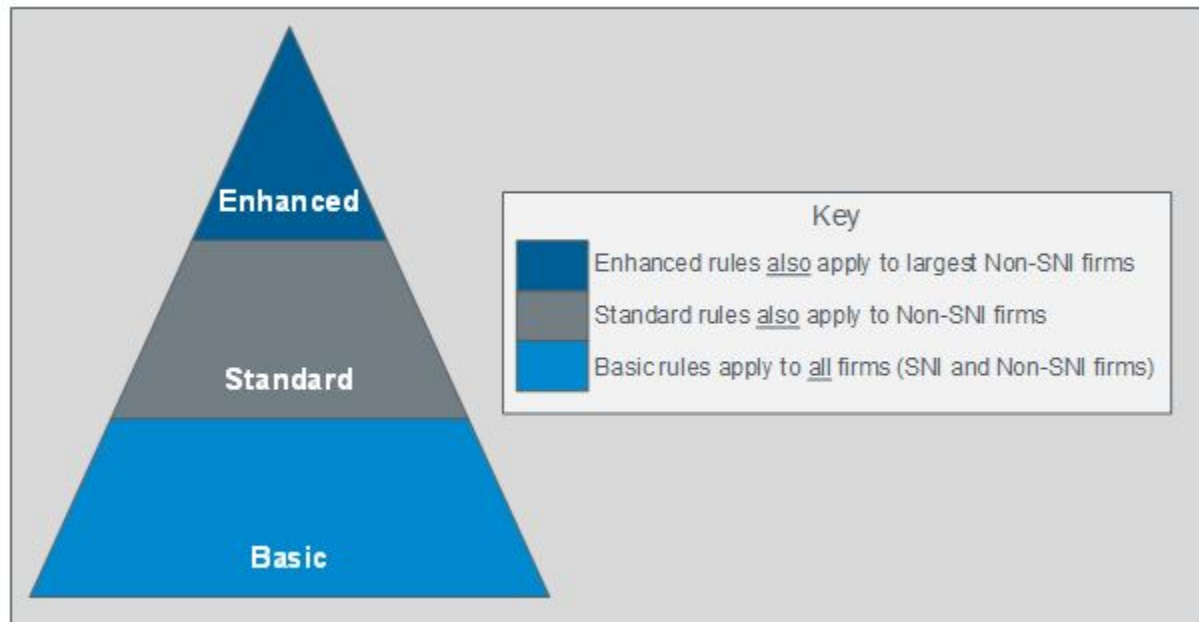 Enhanced
Standard
Basic
Key
Enhanced rules also apply to largest Non-SNI firms
Standard rules also apply to Non-SNI firms
Basic rules apply to all firms (SNI and Non-SNI firms)